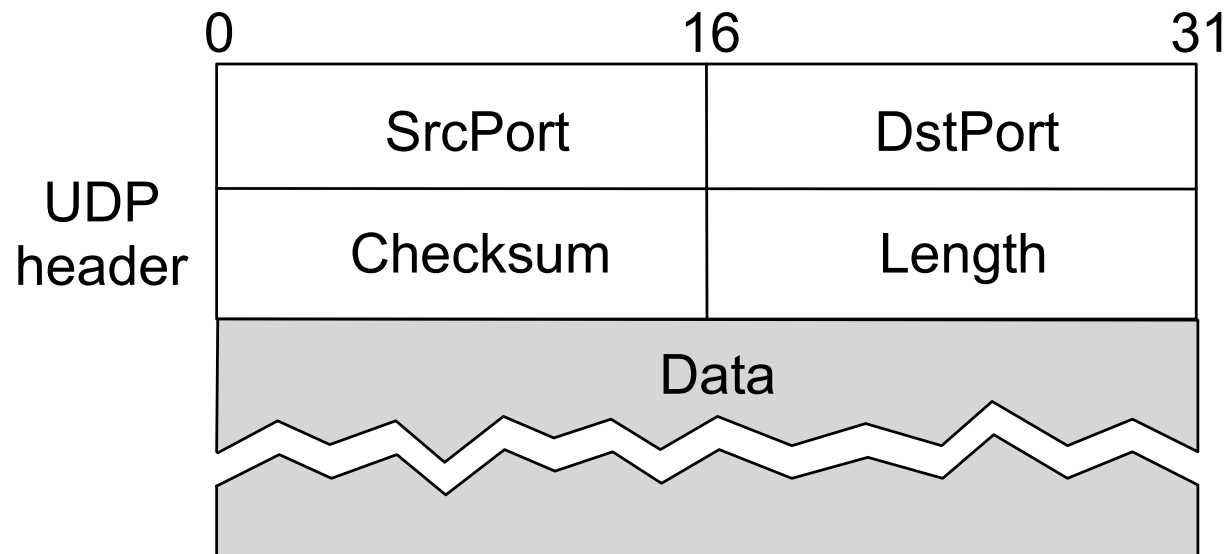 0 16 31
SrcPort DstPort
UDP
header
Checksum Length
Data